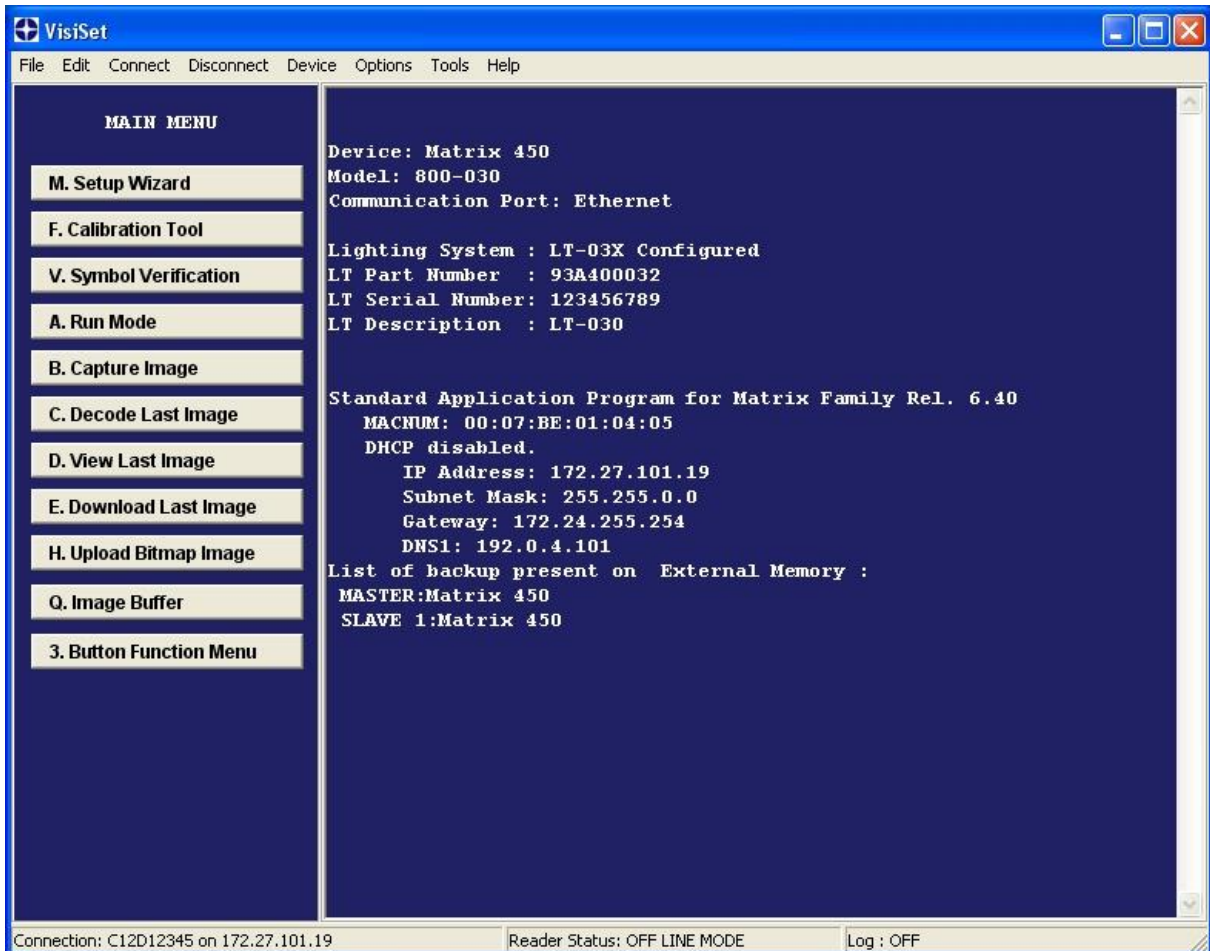 VisiSet
File Edit Connect Disconnect Device Options Tools Help
MAIN MENU
M. Setup Wizard
F. Calibration Tool
V. Symbol Verification
A. Run Mode
B. Capture Image
C. Decode Last Image
D. View Last Image
E. Download Last Image
H. Upload Bitmap Image
Q. Image Buffer
3. Button Function Menu
Device: Matrix 450
Model: 800-030
Communication Port: Ethernet
Lighting System : LT-03X Configured
LT Part Number : 93A400032
LT Serial Number: 123456789
LT Description : LT-030
Standard Application Program for Matrix Family Rel. 6.40
MACNUM: 00:07:BE:01:04:05
DHCP disabled.
IP Address: 172.27.101.19
Subnet Mask: 255.255.0.0
Gateway: 172.24.255.254
DNS1: 192.0.4.101
List of backup present on External Memory :
MASTER:Matrix 450
SLAVE 1:Matrix 450
Connection: C12D12345 on 172.27.101.19
Reader Status: OFF LINE MODE
Log : OFF